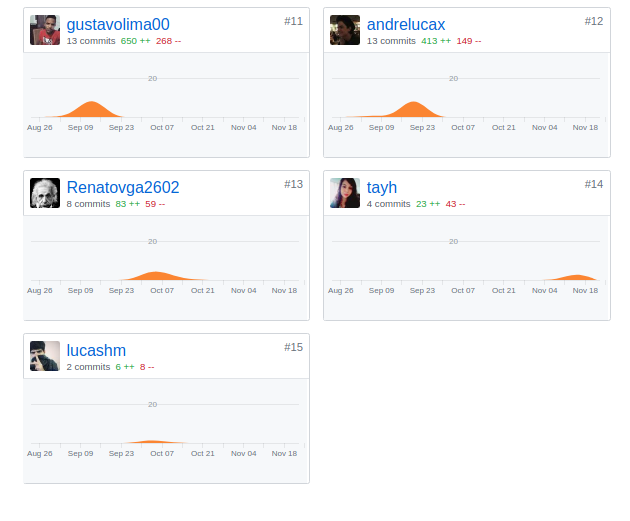 gustavolima00 #11
13 commits 650 ++ 268 --
20
Aug 26 Sep 09 Sep 23 Oct 07 Oct 21 Nov 04 Nov 18
andrelucax #12
13 commits 413 ++ 149 --
20
Aug 26 Sep 09 Sep 23 Oct 07 Oct 21 Nov 04 Nov 18
Renatovga2602 #13
8 commits 83 ++ 59 --
20
Aug 26 Sep 09 Sep 23 Oct 07 Oct 21 Nov 04 Nov 18
tayh #14
4 commits 23 ++ 43 --
20
Aug 26 Sep 09 Sep 23 Oct 07 Oct 21 Nov 04 Nov 18
lucashm #15
2 commits 6 ++ 8 --
20
Aug 26 Sep 09 Sep 23 Oct 07 Oct 21 Nov 04 Nov 18